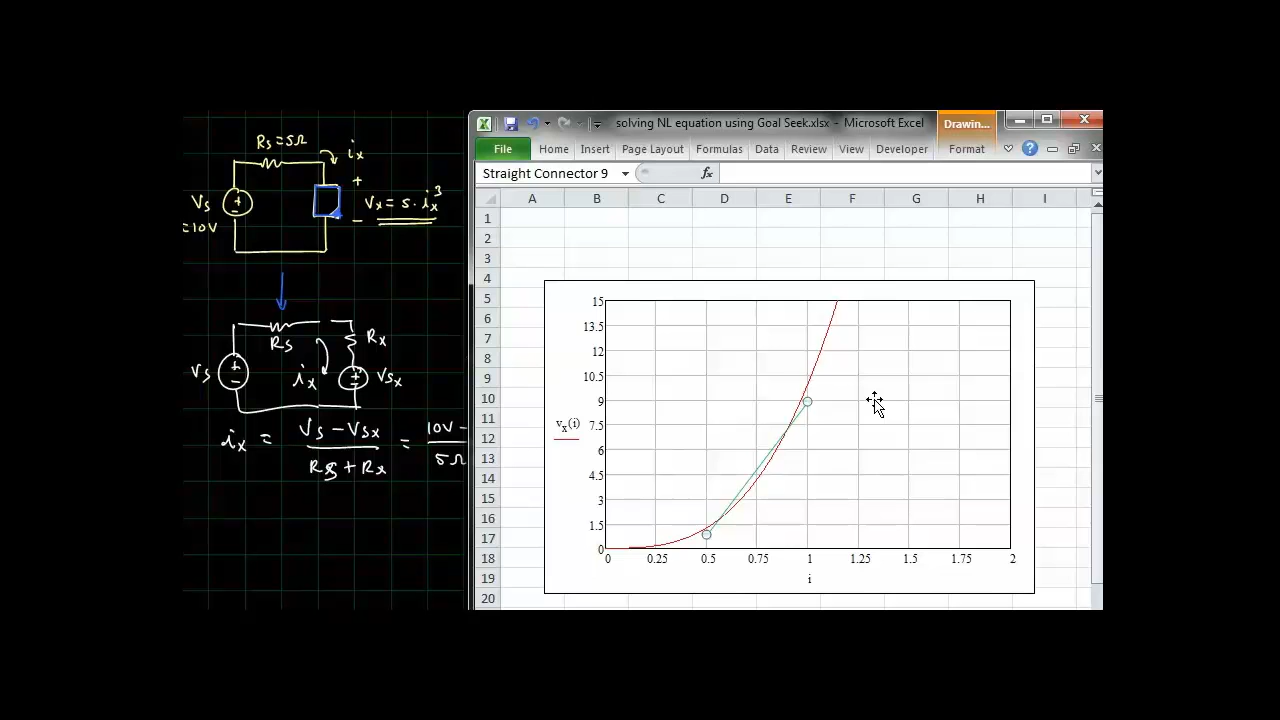 Rs = 5Ω
ix
+
Vs
= 10V
+
-
Vx = s · ix³
-
Rs
Rx
Vs
+
-
ix
+
-
Vsx
ix = Vs - Vsx / Rs + Rx = 10V - / 5Ω
solving NL equation using Goal Seek.xlsx - Microsoft Excel
Drawin...
File Home Insert Page Layout Formulas Data Review View Developer Format
Straight Connector 9 fx
A B C D E F G H I
1
2
3
4
5
6
7
8
9
10
11
12
13
14
15
16
17
18
19
20
15
13.5
12
10.5
9
7.5
6
4.5
3
1.5
0
vx(i)
0 0.25 0.5 0.75 1 1.25 1.5 1.75 2
i